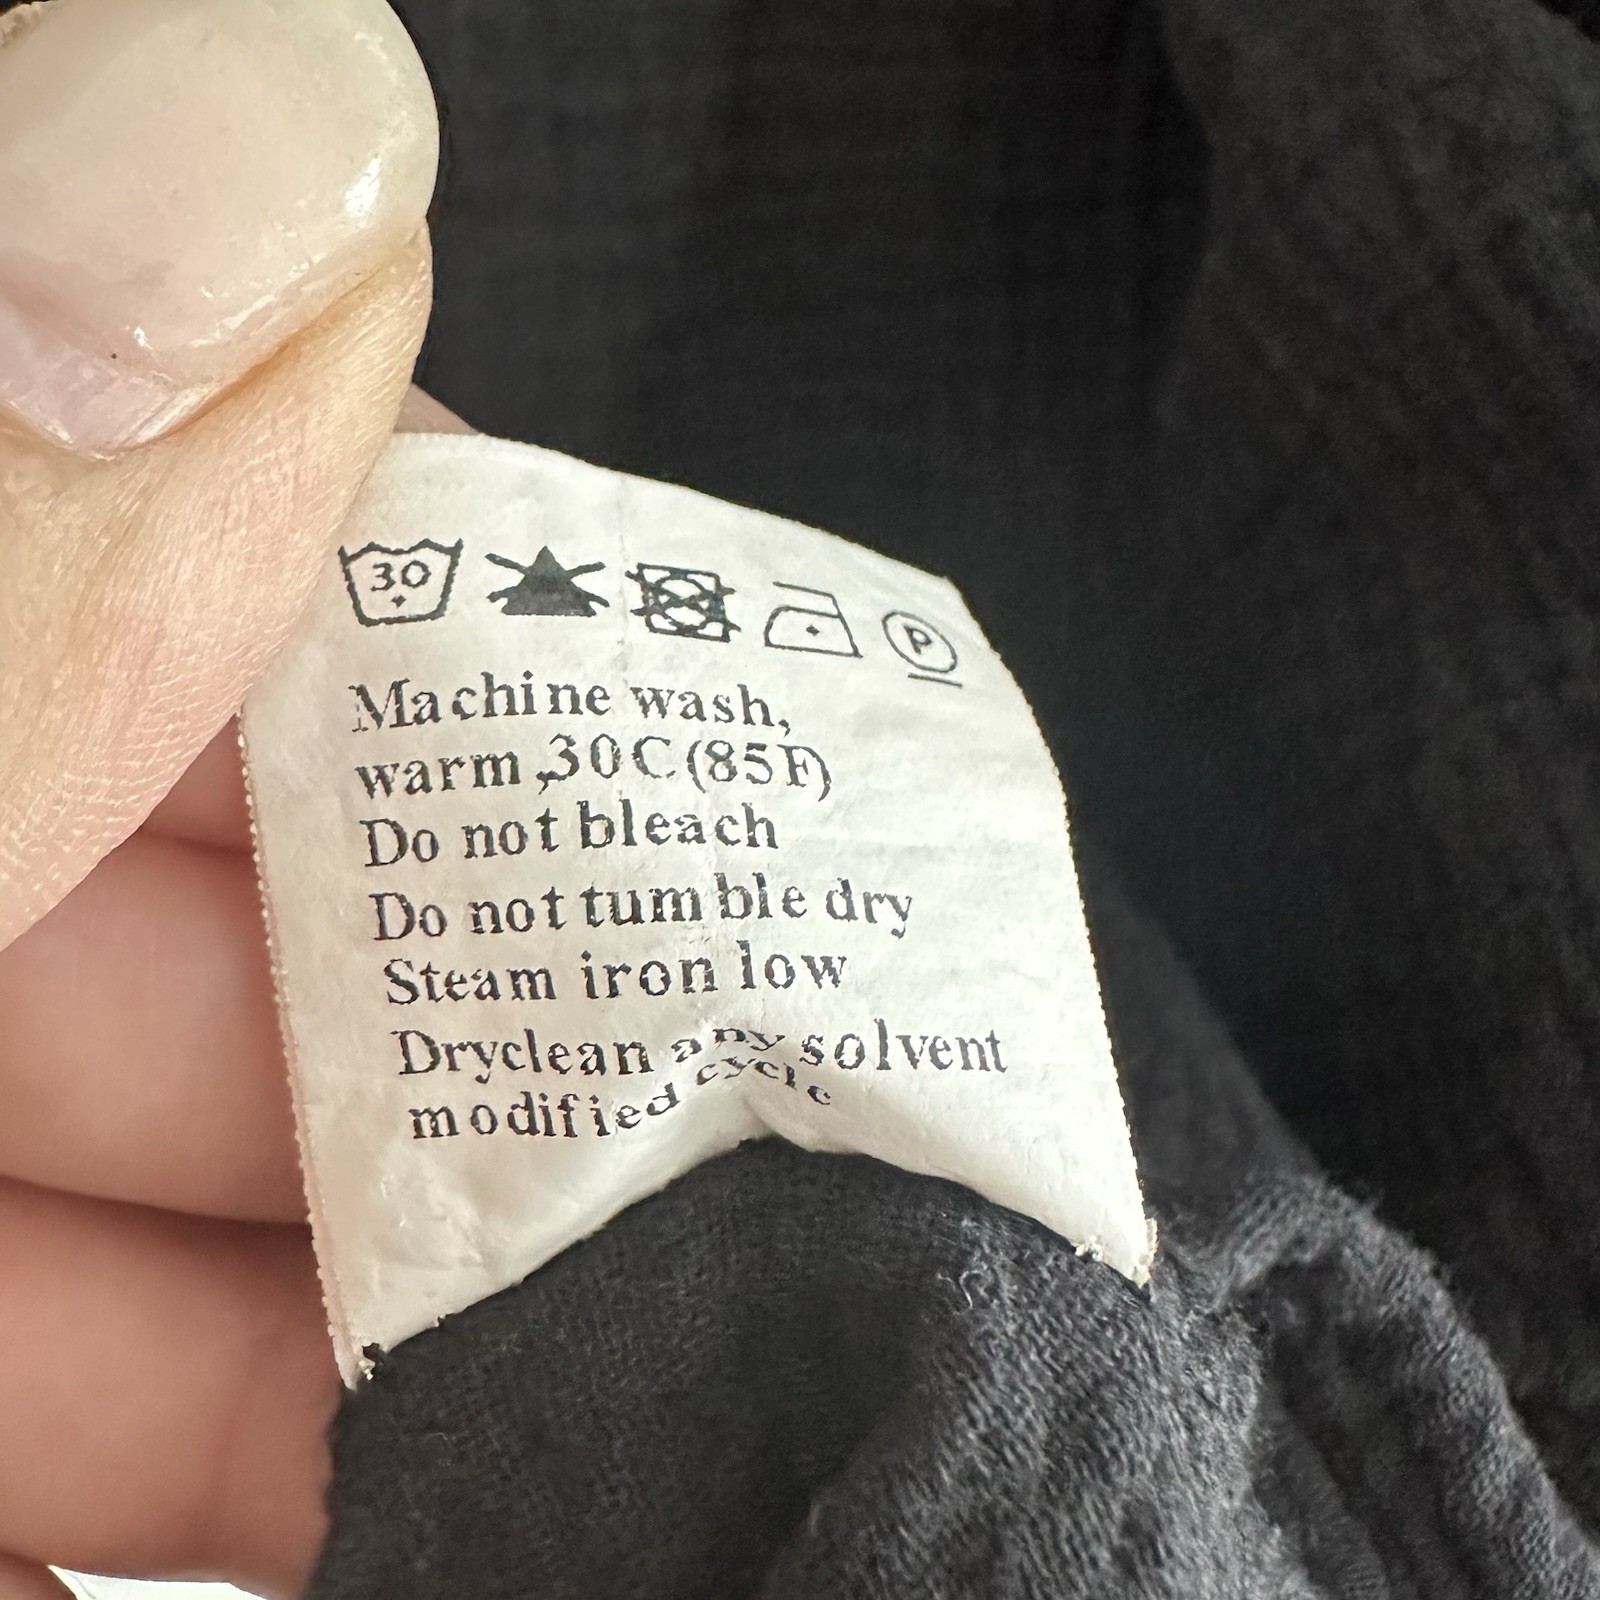 30
P
Machine wash,
warm,30C(85F)
Do not bleach
Do not tumble dry
Steam iron low
Dryclean any solvent
modified cycle